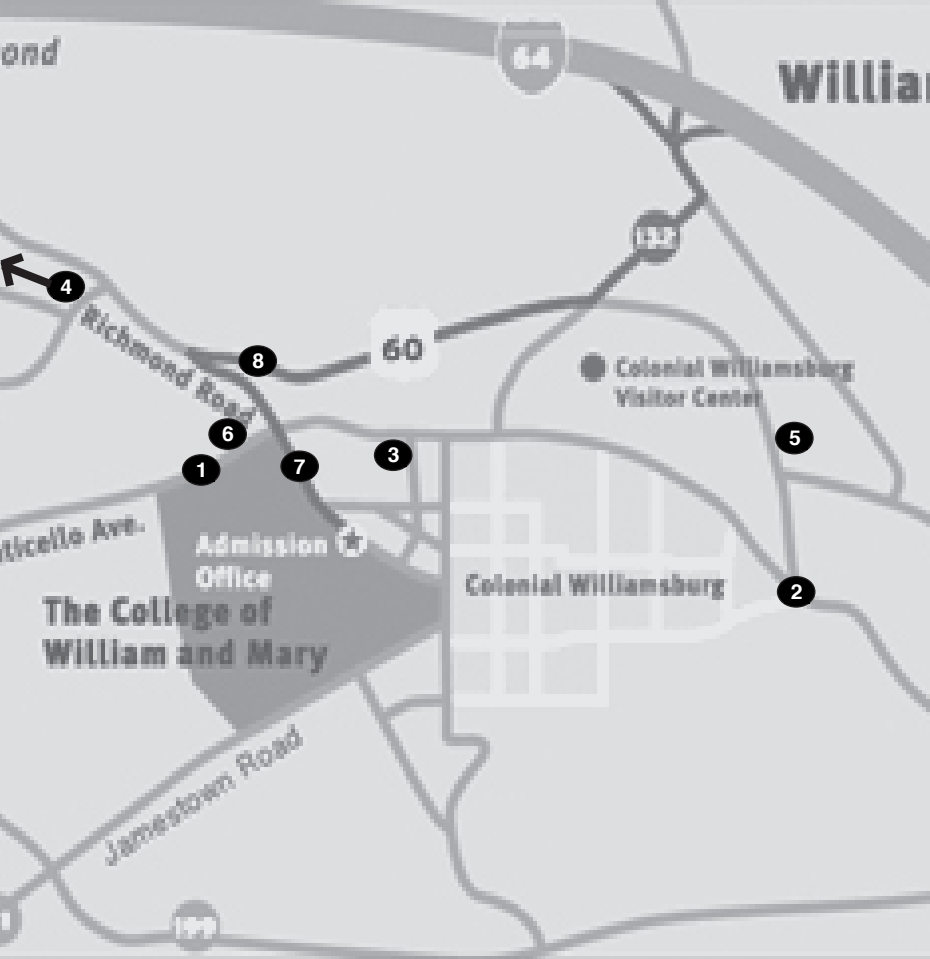 ond
64
Willia
132
4
Richmond Road
60
8
Colonial Williamsburg
Visitor Center
6
5
1
7
3
nticello Ave.
Admission
Office
Colonial Williamsburg
2
The College of
William and Mary
Jamestown Road
199